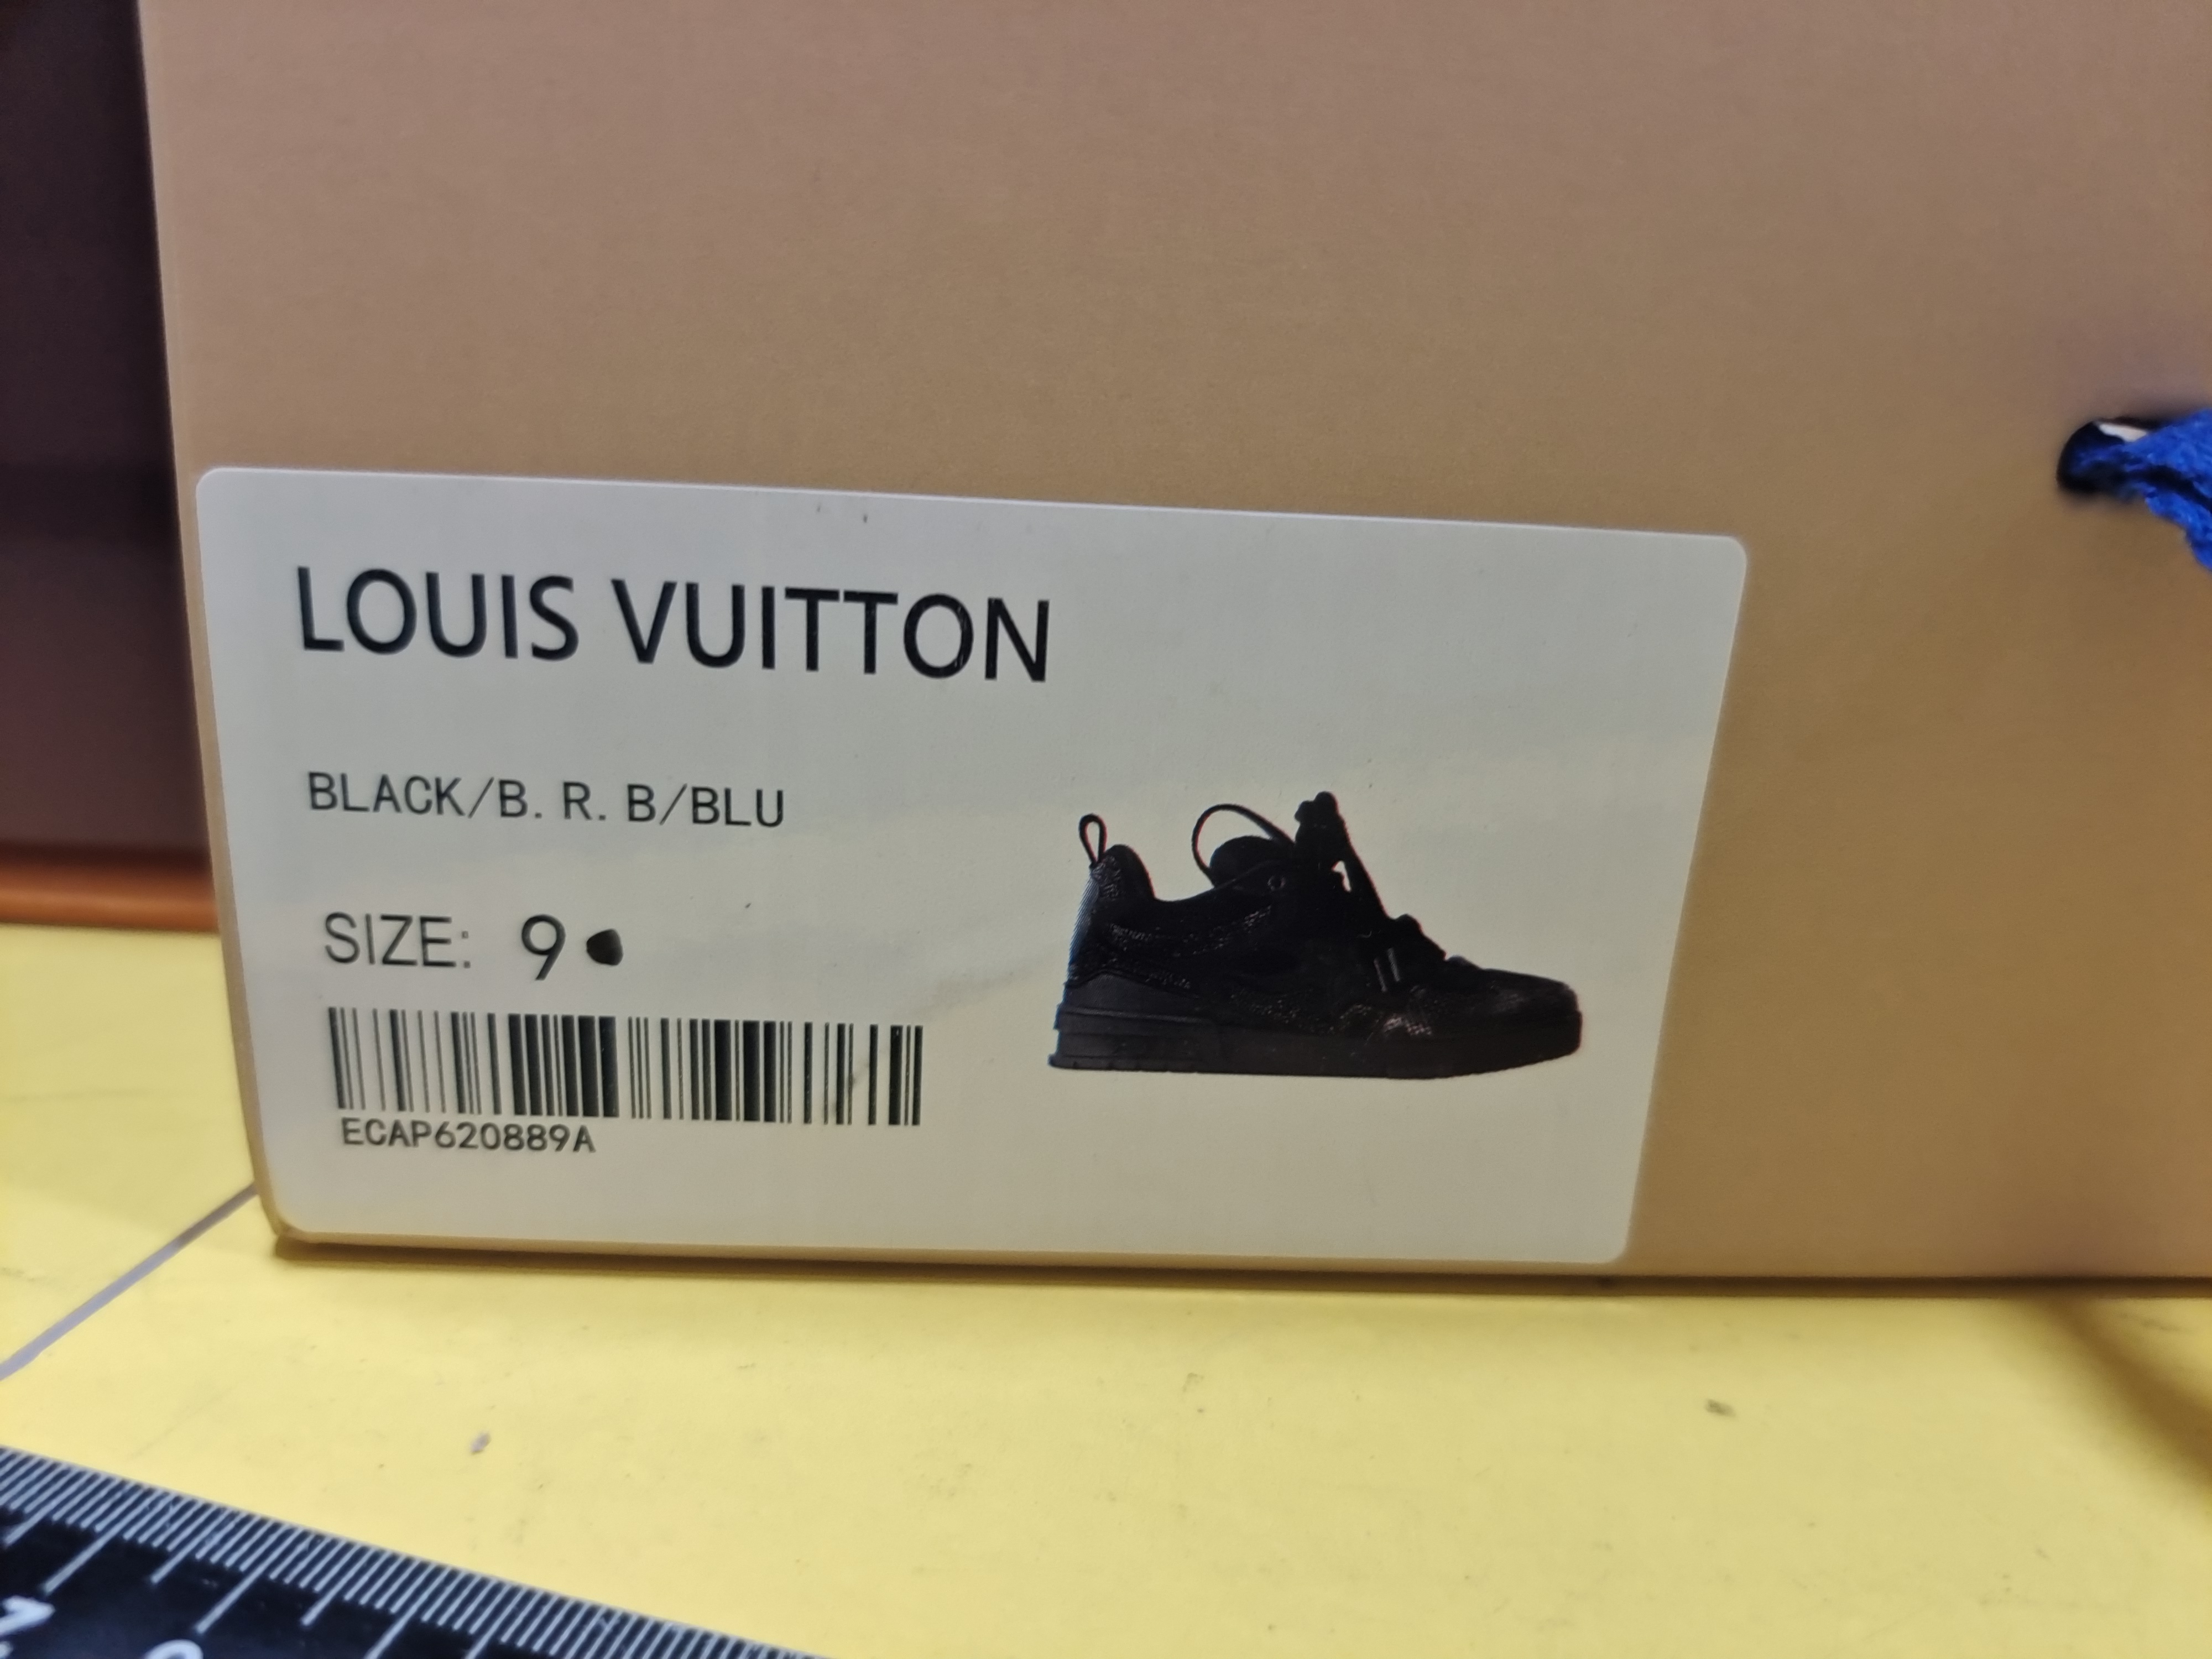 LOUIS VUITTON
BLACK/B. R. B/BLU
SIZE: 9
ECAP620889A